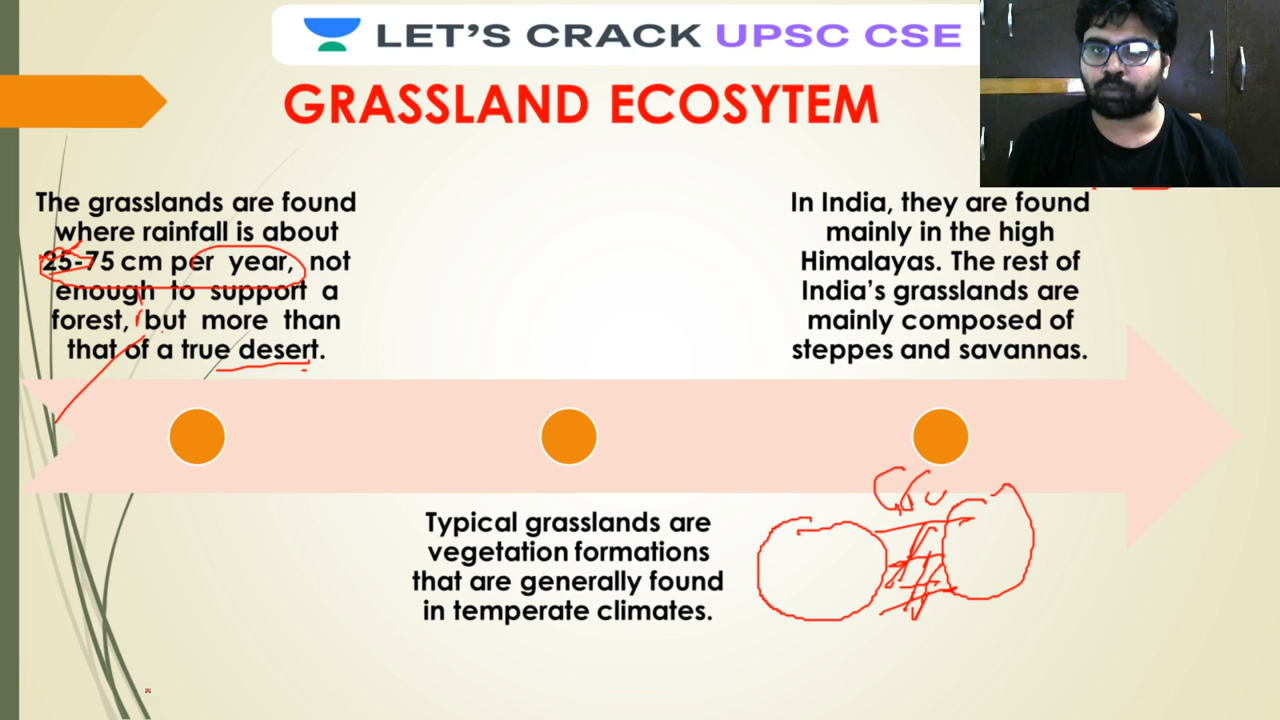 LET'S CRACK UPSC CSE
GRASSLAND ECOSYTEM
The grasslands are found
where rainfall is about
25-75 cm per year, not
enough to support a
forest, but more than
that of a true desert.
In India, they are found
mainly in the high
Himalayas. The rest of
India's grasslands are
mainly composed of
steppes and savannas.
Typical grasslands are
vegetation formations
that are generally found
in temperate climates.